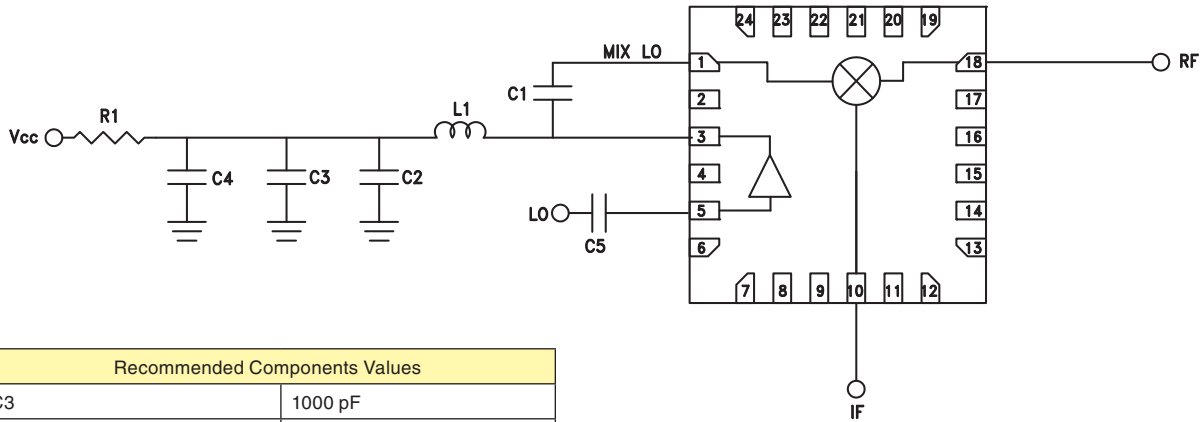 24 23 22 21 20 19
MIX LO
1
18
RF
C1
2
17
R1
L1
Vcc
3
16
C4
C3
C2
4
15
LO
5
14
C5
6
13
7 8 9 10 11 12
IF
Recommended Components Values
1000 pF